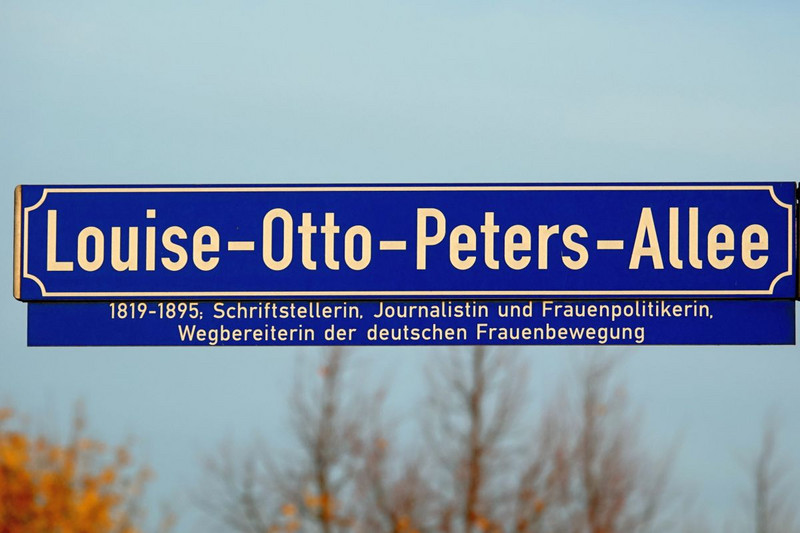 Louise-Otto-Peters-Allee
1819-1895; Schriftstellerin, Journalistin und Frauenpolitikerin,
Wegbereiterin der deutschen Frauenbewegung